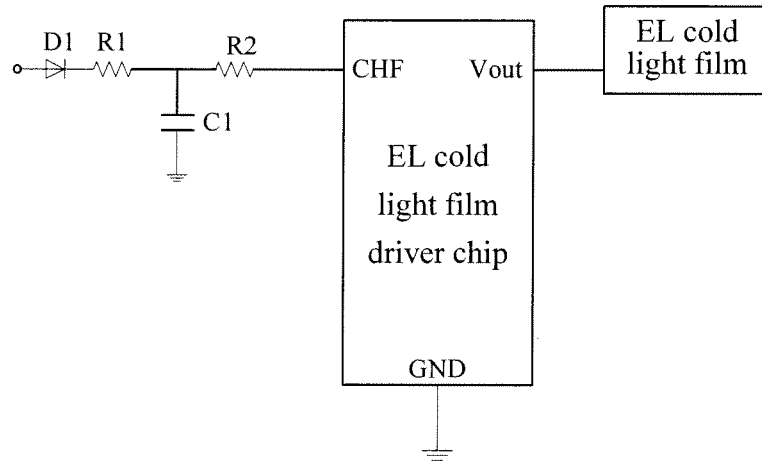 D1
R1
R2
C1
CHF
Vout
EL cold
light film
driver chip
GND
EL cold
light film